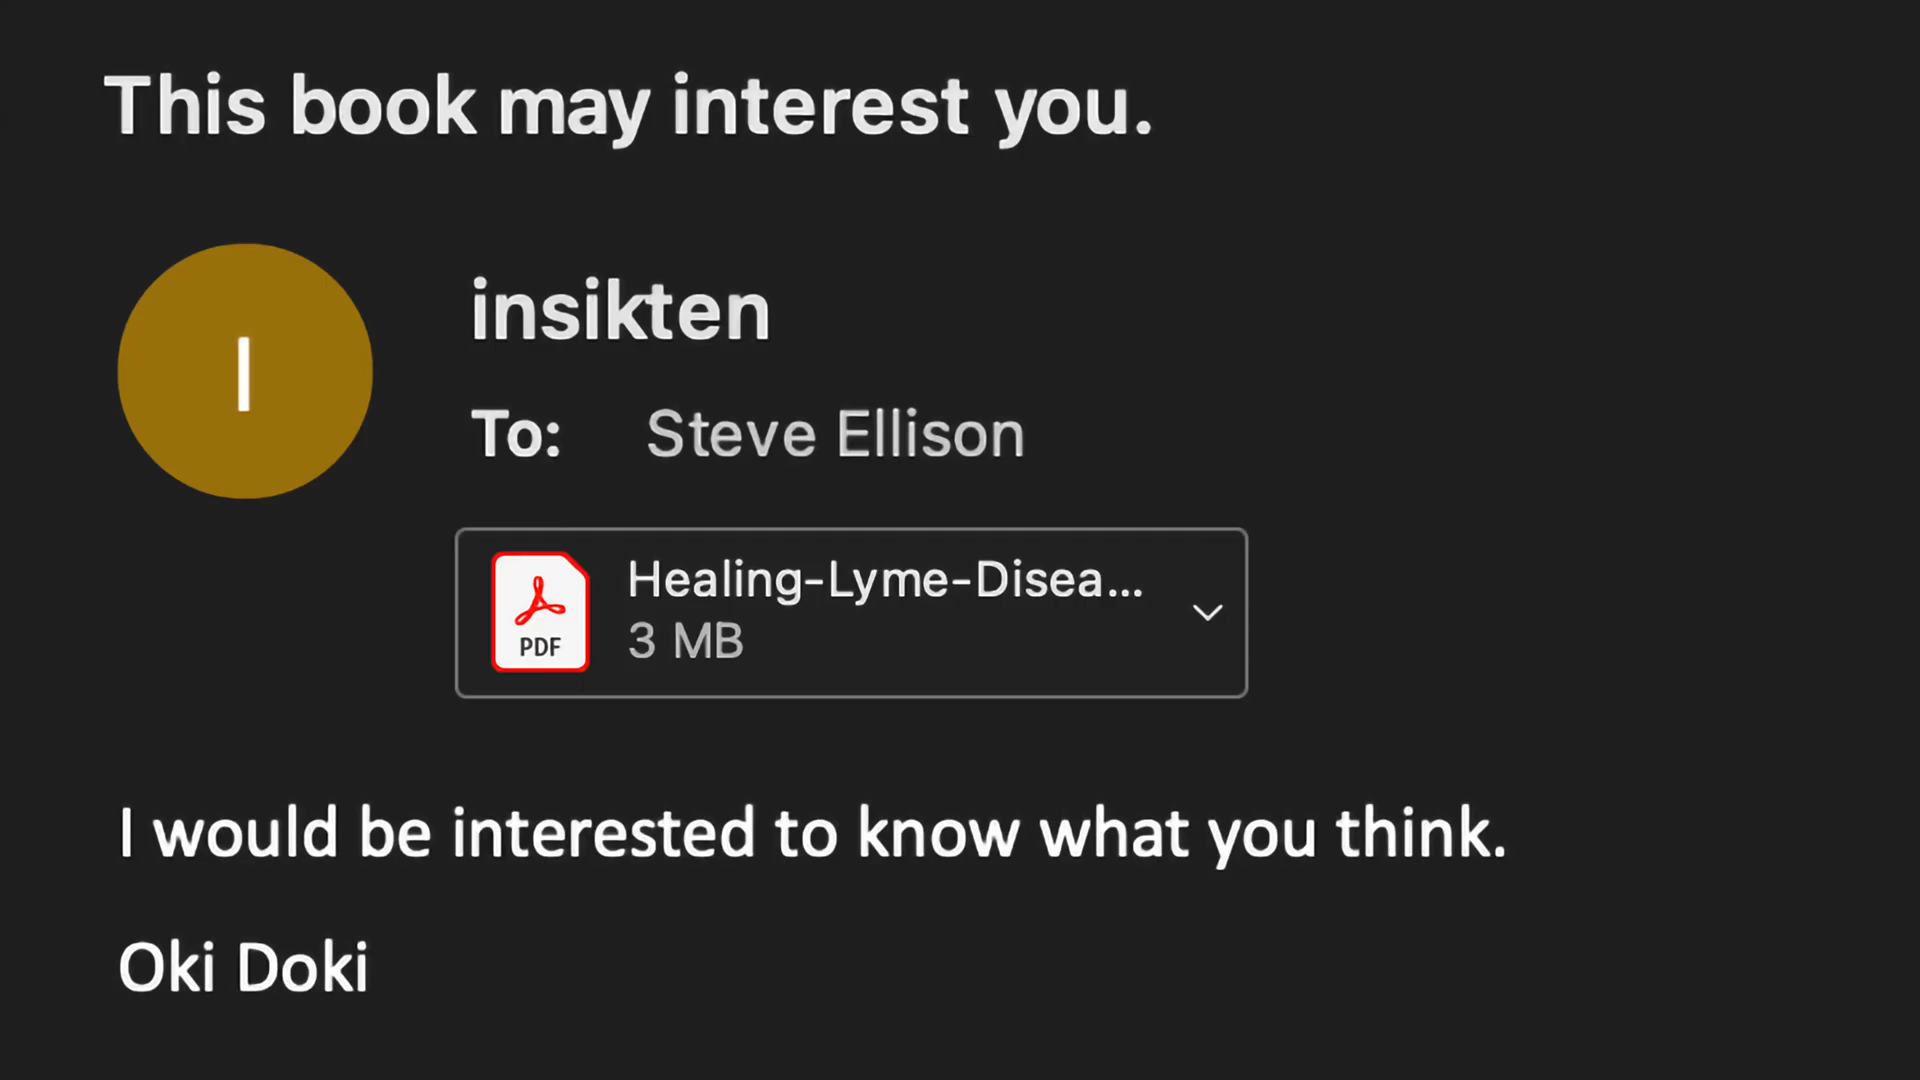 This book may interest you.
I
insikten
To: Steve Ellison
Healing-Lyme-Disea...
PDF
3 MB
I would be interested to know what you think.
Oki Doki